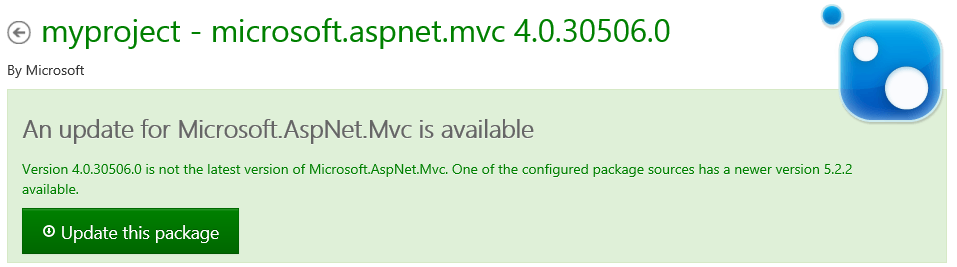 myproject - microsoft.aspnet.mvc 4.0.30506.0
By Microsoft
An update for Microsoft.AspNet.Mvc is available
Version 4.0.30506.0 is not the latest version of Microsoft.AspNet.Mvc. One of the configured package sources has a newer version 5.2.2
available.
Update this package